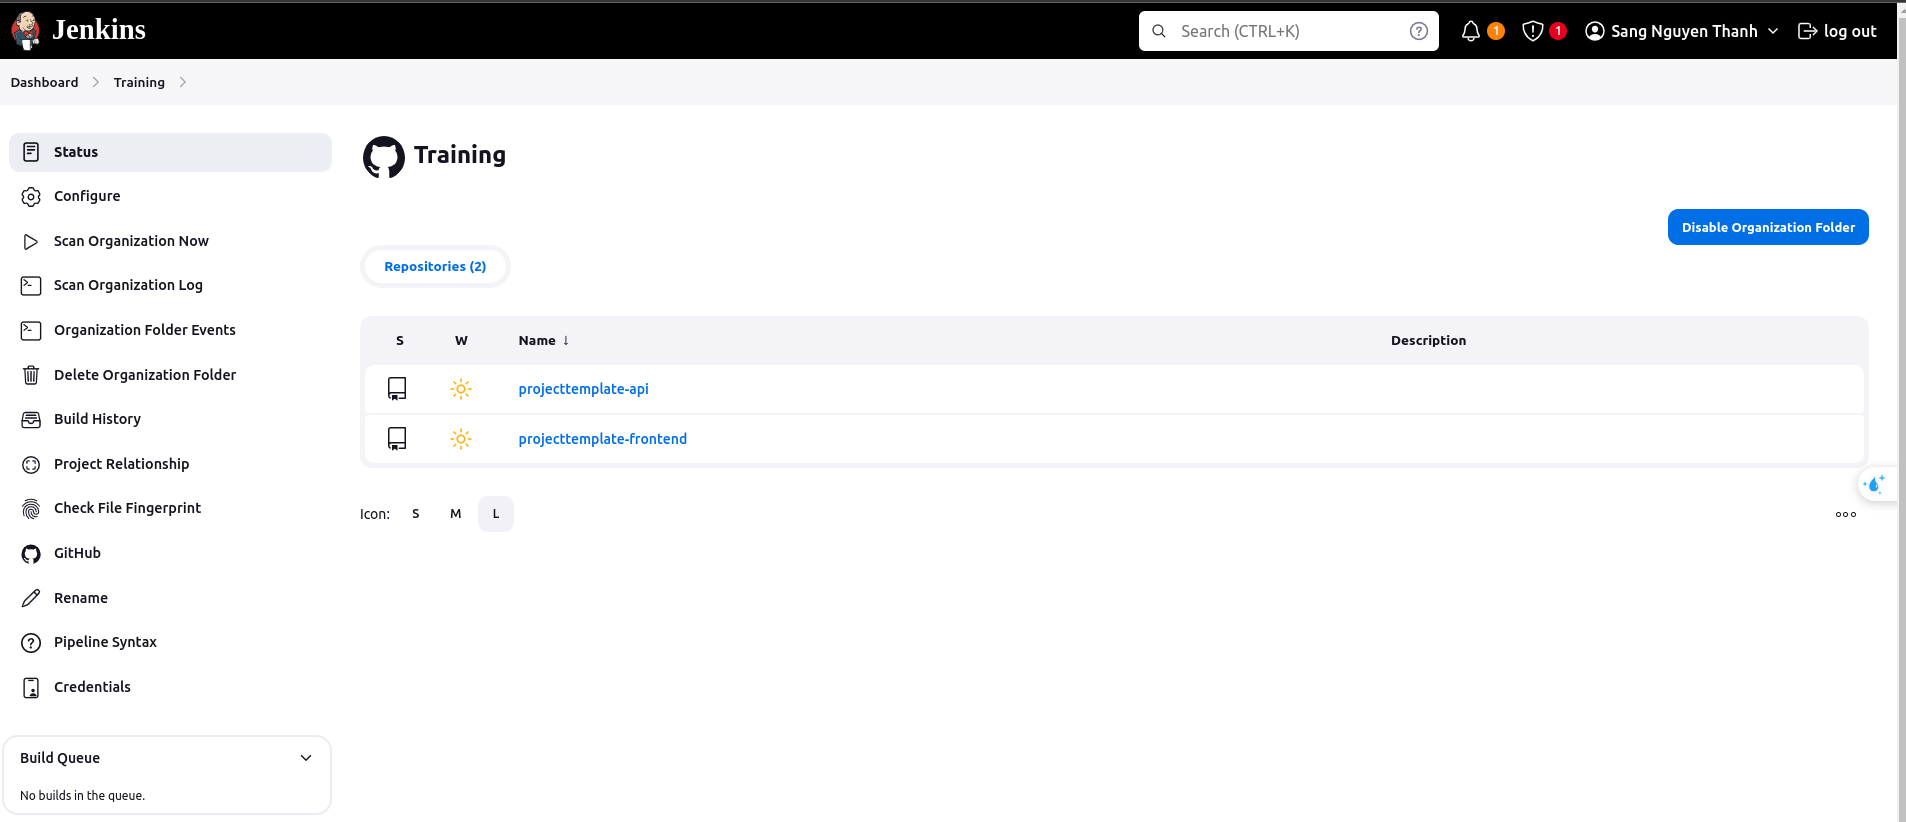 Jenkins
Search (CTRL+K)
1
1
Sang Nguyen Thanh
log out
Dashboard
Training
Status
Configure
Scan Organization Now
Scan Organization Log
Organization Folder Events
Delete Organization Folder
Build History
Project Relationship
Check File Fingerprint
GitHub
Rename
Pipeline Syntax
Credentials
Build Queue
No builds in the queue.
Training
Disable Organization Folder
Repositories (2)
S W Name ↓ Description
projecttemplate-api
projecttemplate-frontend
Icon: S M L